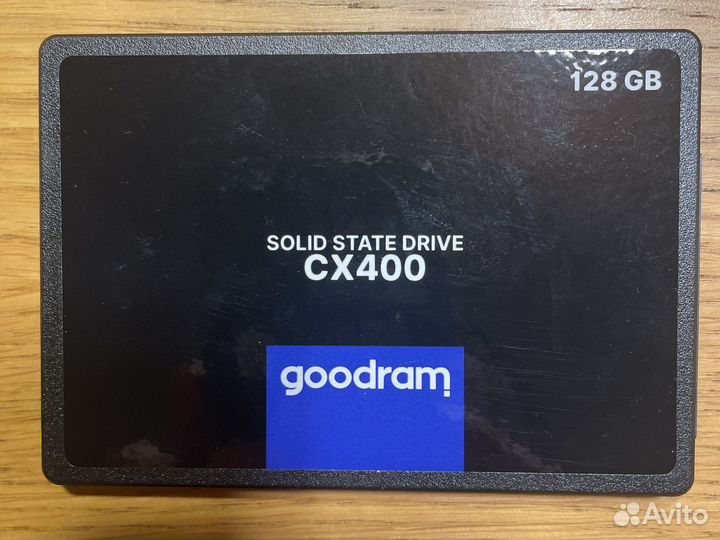 128 GB
SOLID STATE DRIVE
CX400
goodram
Avito